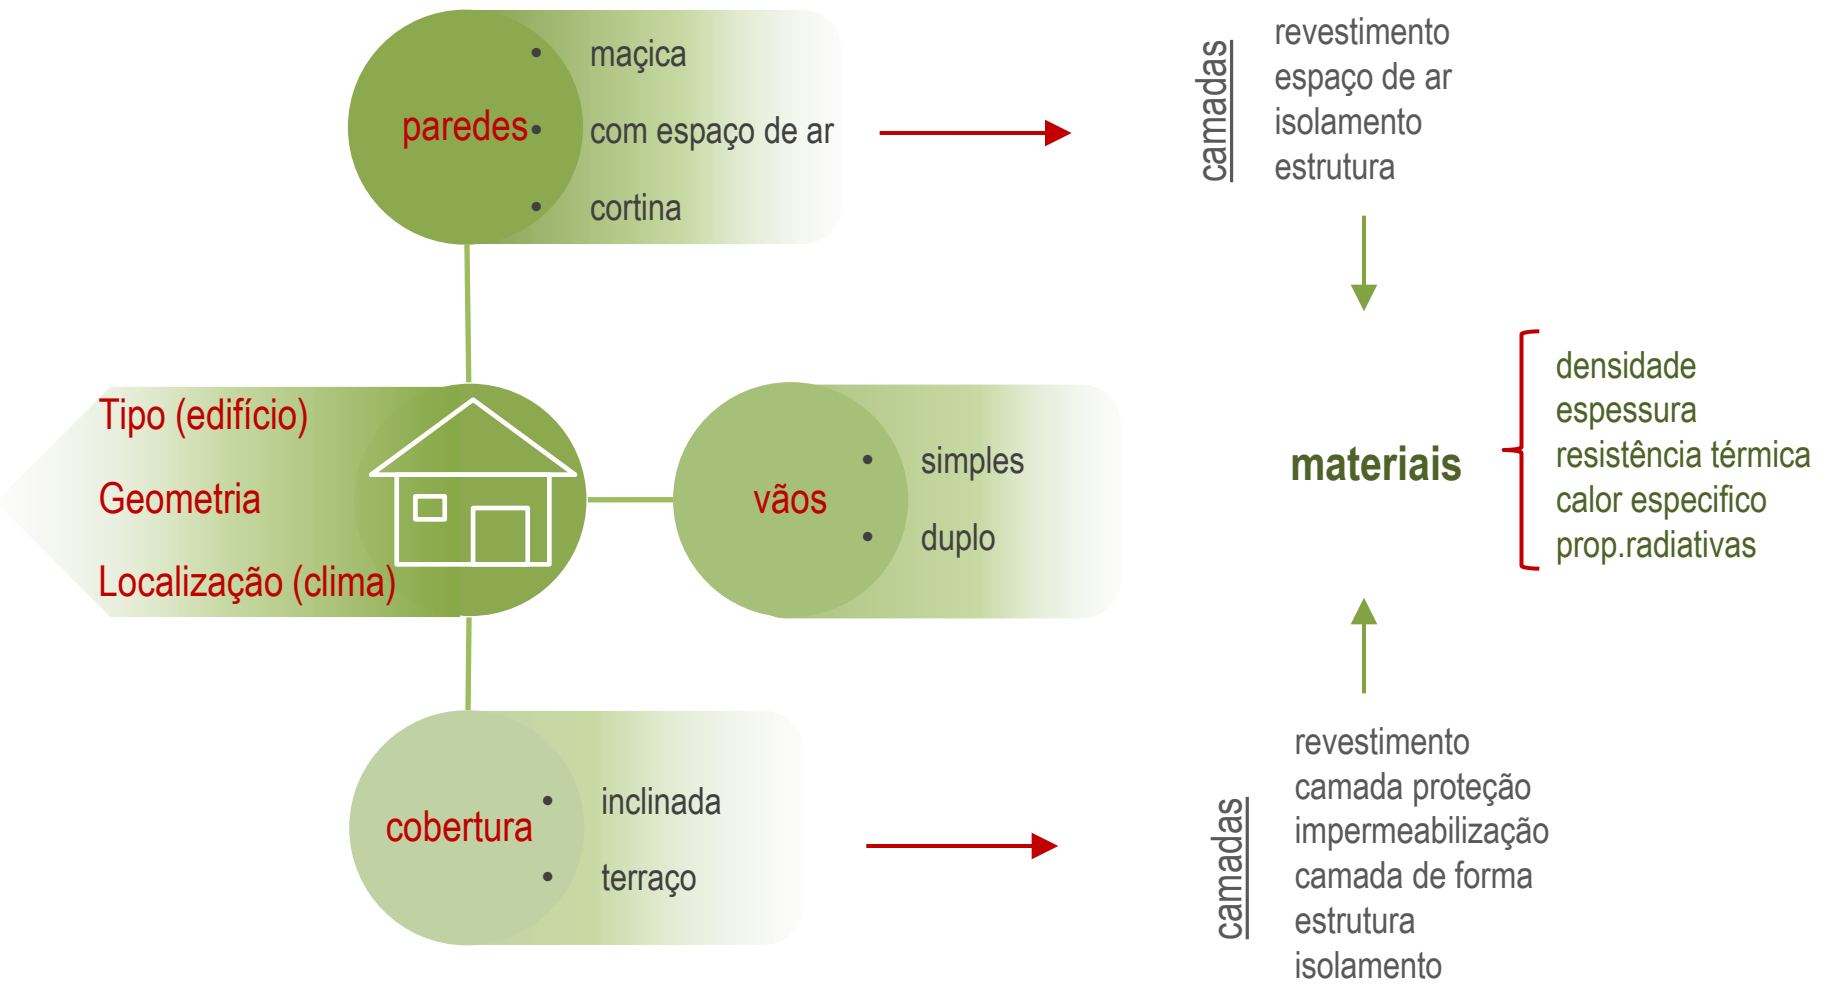 paredes
• maçica
• com espaço de ar
• cortina
camadas
revestimento
espaço de ar
isolamento
estrutura
Tipo (edifício)
Geometria
Localização (clima)
vãos
• simples
• duplo
materiais
densidade
espessura
resistência térmica
calor especifico
prop.radiativas
cobertura
• inclinada
• terraço
camadas
revestimento
camada proteção
impermeabilização
camada de forma
estrutura
isolamento